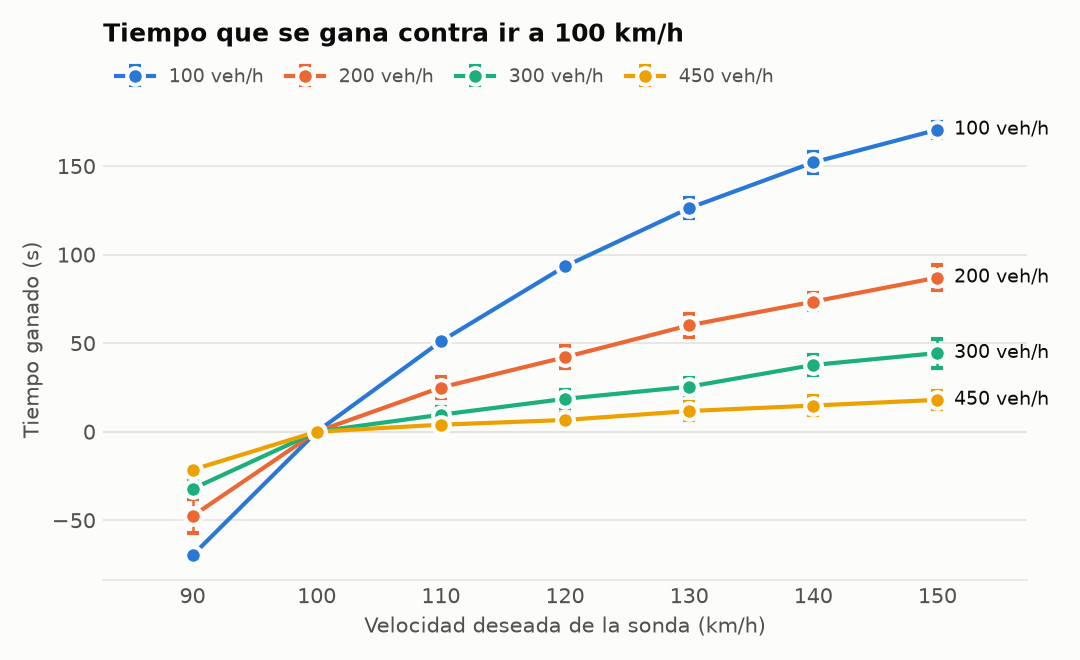 Tiempo que se gana contra ir a 100 km/h
100 veh/h 200 veh/h 300 veh/h 450 veh/h
Tiempo ganado (s)
150
100
50
0
−50
100 veh/h
200 veh/h
300 veh/h
450 veh/h
90 100 110 120 130 140 150
Velocidad deseada de la sonda (km/h)